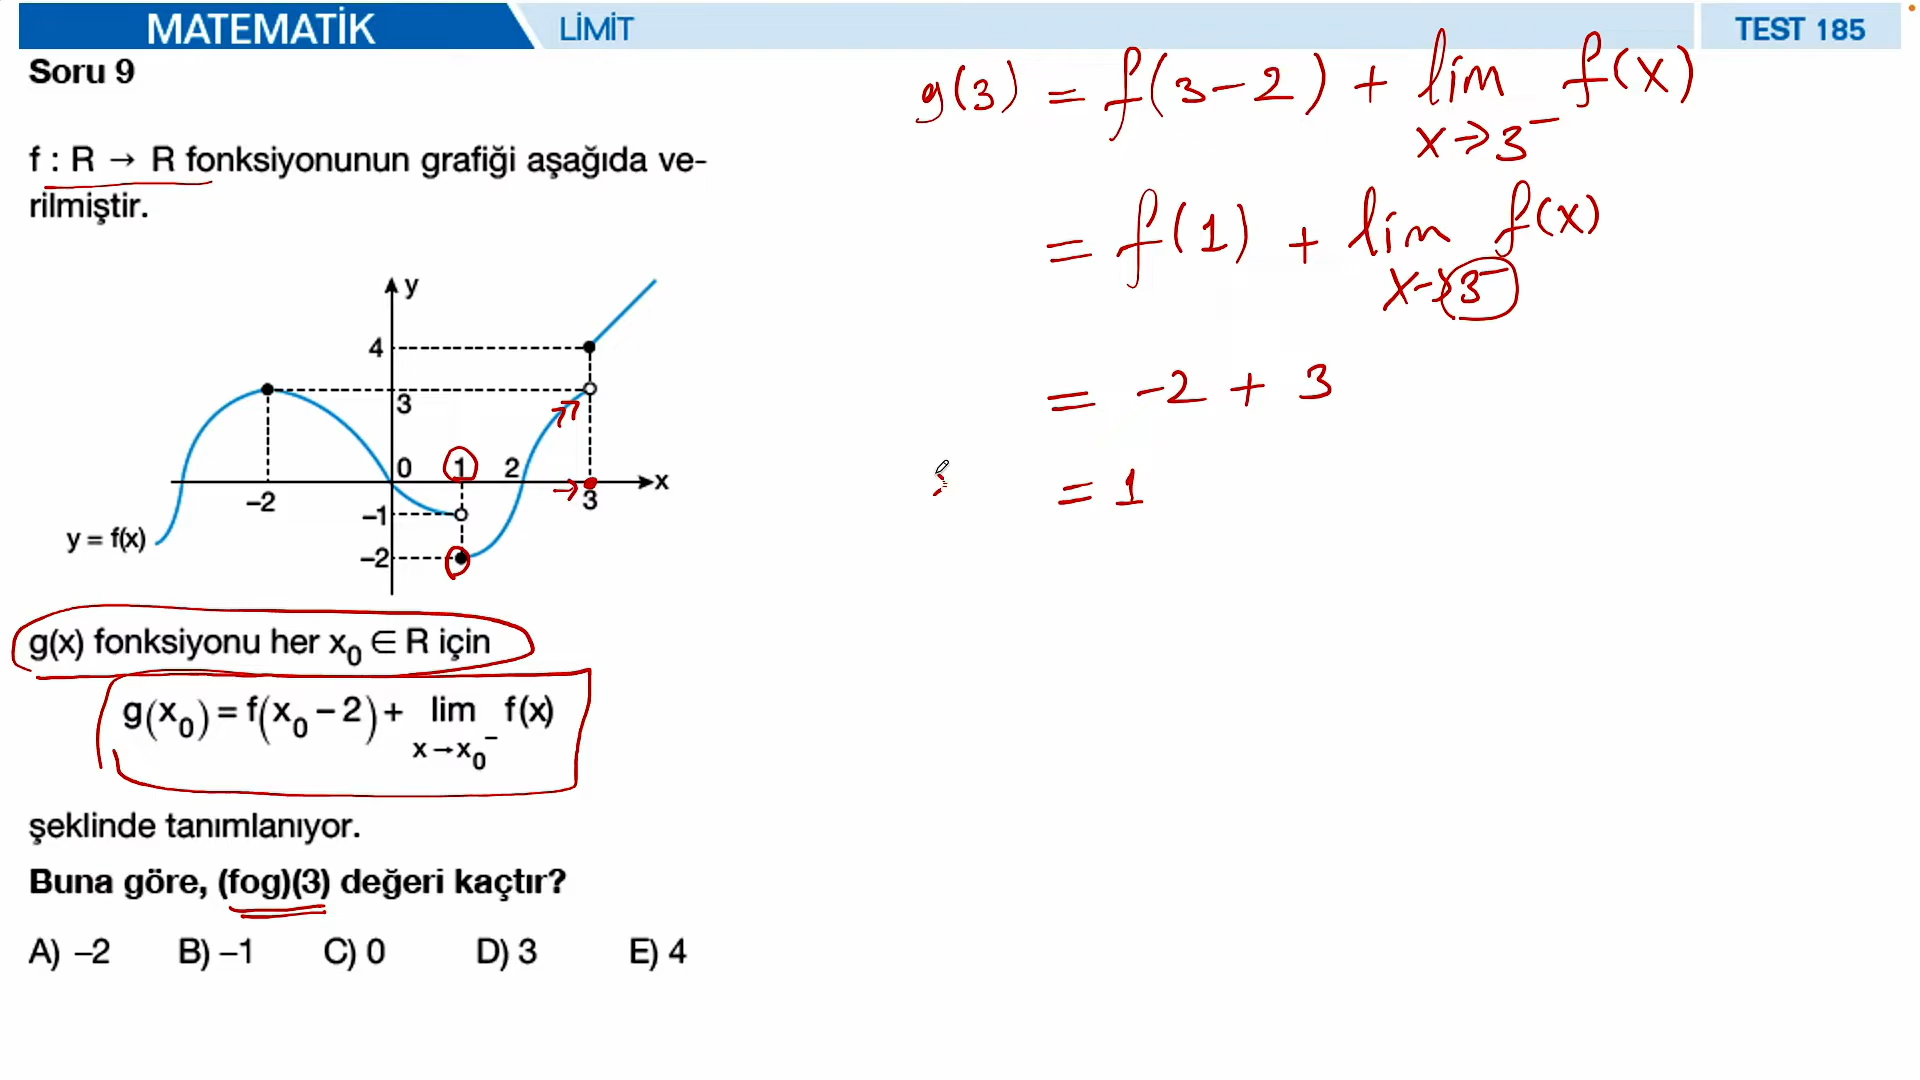 MATEMATİK
LİMİT
TEST 185
Soru 9
f : R → R fonksiyonunun grafiği aşağıda ve-
rilmiştir.
y
4
3
0 1 2
x
-2
3
-1
-2
y = f(x)
g(x) fonksiyonu her x₀ ∈ R için
g(x₀) = f(x₀ – 2) + lim f(x)
x→x₀⁻
şeklinde tanımlanıyor.
Buna göre, (fog)(3) değeri kaçtır?
A) –2 B) –1 C) 0 D) 3 E) 4
g(3) = f(3-2) + lim f(x)
x→3⁻
= f(1) + lim f(x)
x→3⁻
= -2 + 3
= 1